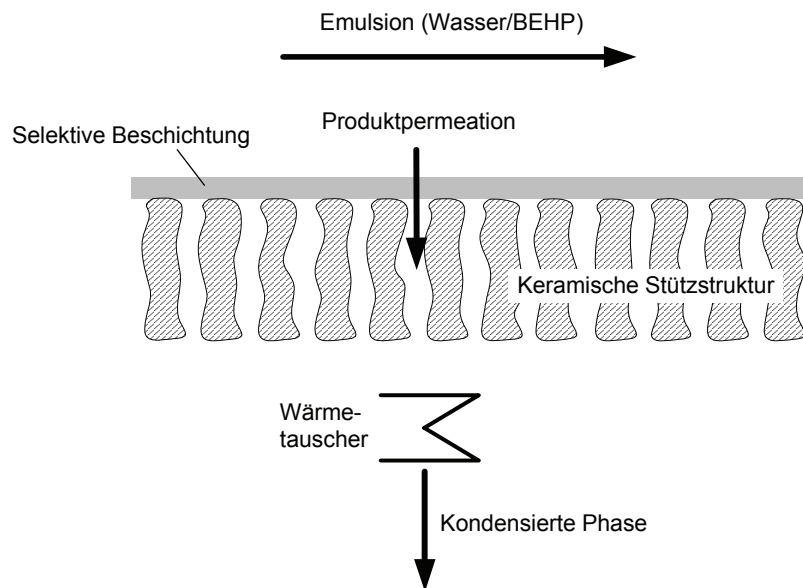 Emulsion (Wasser/BEHP)
Produktpermeation
Selektive Beschichtung
Keramische Stützstruktur
Wärme-
tauscher
Kondensierte Phase